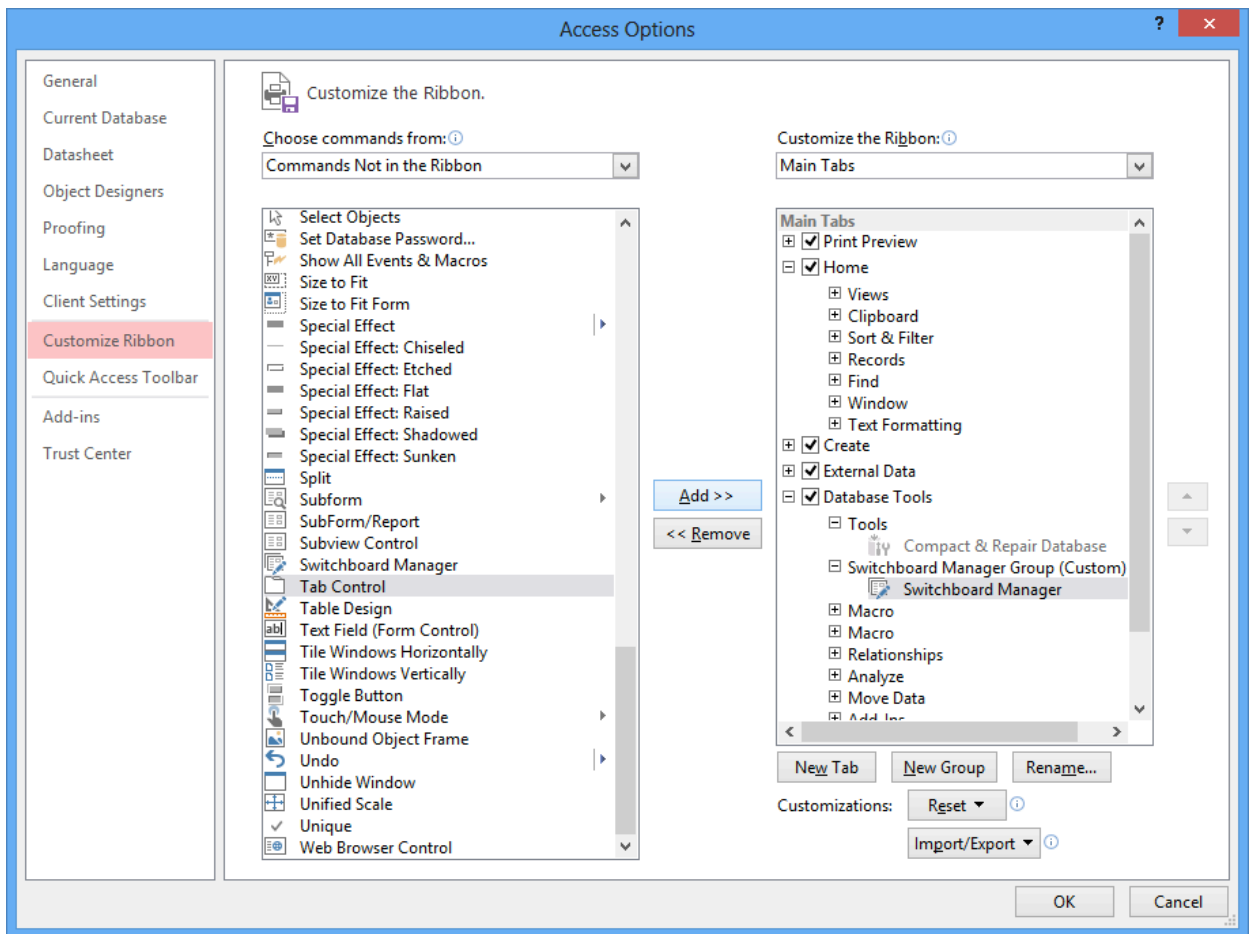 Access Options
?
General
Current Database
Datasheet
Object Designers
Proofing
Language
Client Settings
Customize Ribbon
Quick Access Toolbar
Add-ins
Trust Center
Customize the Ribbon.
Choose commands from:
Commands Not in the Ribbon
Select Objects
Set Database Password...
Show All Events & Macros
Size to Fit
Size to Fit Form
Special Effect
Special Effect: Chiseled
Special Effect: Etched
Special Effect: Flat
Special Effect: Raised
Special Effect: Shadowed
Special Effect: Sunken
Split
Subform
SubForm/Report
Subview Control
Switchboard Manager
Tab Control
Table Design
Text Field (Form Control)
Tile Windows Horizontally
Tile Windows Vertically
Toggle Button
Touch/Mouse Mode
Unbound Object Frame
Undo
Unhide Window
Unified Scale
Unique
Web Browser Control
Add >>
<< Remove
Customize the Ribbon:
Main Tabs
Main Tabs
Print Preview
Home
Views
Clipboard
Sort & Filter
Records
Find
Window
Text Formatting
Create
External Data
Database Tools
Tools
Compact & Repair Database
Switchboard Manager Group (Custom)
Switchboard Manager
Macro
Macro
Relationships
Analyze
Move Data
Add-Ins
New Tab
New Group
Rename...
Customizations:
Reset
Import/Export
OK
Cancel